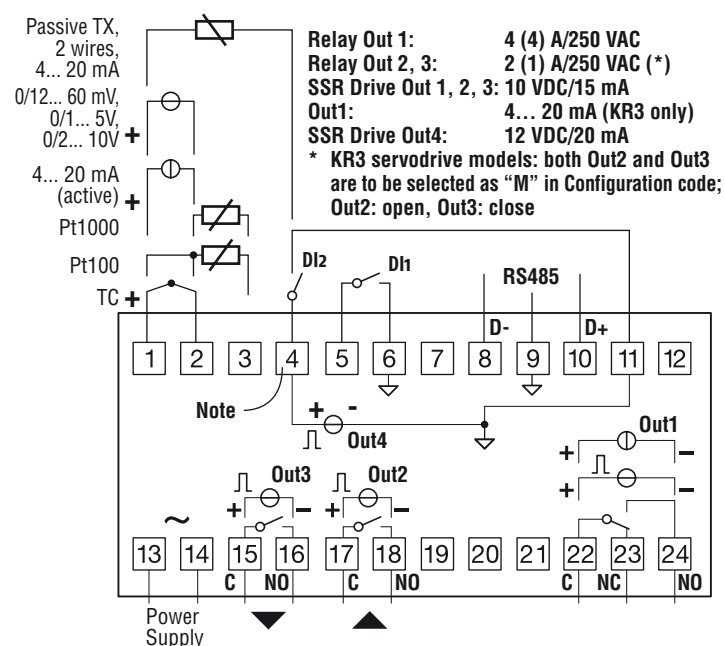 Passive TX,
2 wires,
4... 20 mA
0/12... 60 mV,
0/1... 5V,
0/2... 10V +
4... 20 mA
(active) +
Pt1000
Pt100
TC +
Relay Out 1: 4 (4) A/250 VAC
Relay Out 2, 3: 2 (1) A/250 VAC (*)
SSR Drive Out 1, 2, 3: 10 VDC/15 mA
Out1: 4... 20 mA (KR3 only)
SSR Drive Out4: 12 VDC/20 mA
* KR3 servodrive models: both Out2 and Out3
are to be selected as “M” in Configuration code;
Out2: open, Out3: close
DI2 DI1 RS485
D- D+
1 2 3 4 5 6 7 8 9 10 11 12
Note + - Out4
Out1
+ −
+ −
Out3 Out2
+ − + −
~
13 14 15 16 17 18 19 20 21 22 23 24
C NO C NO C NC NO
Power
Supply